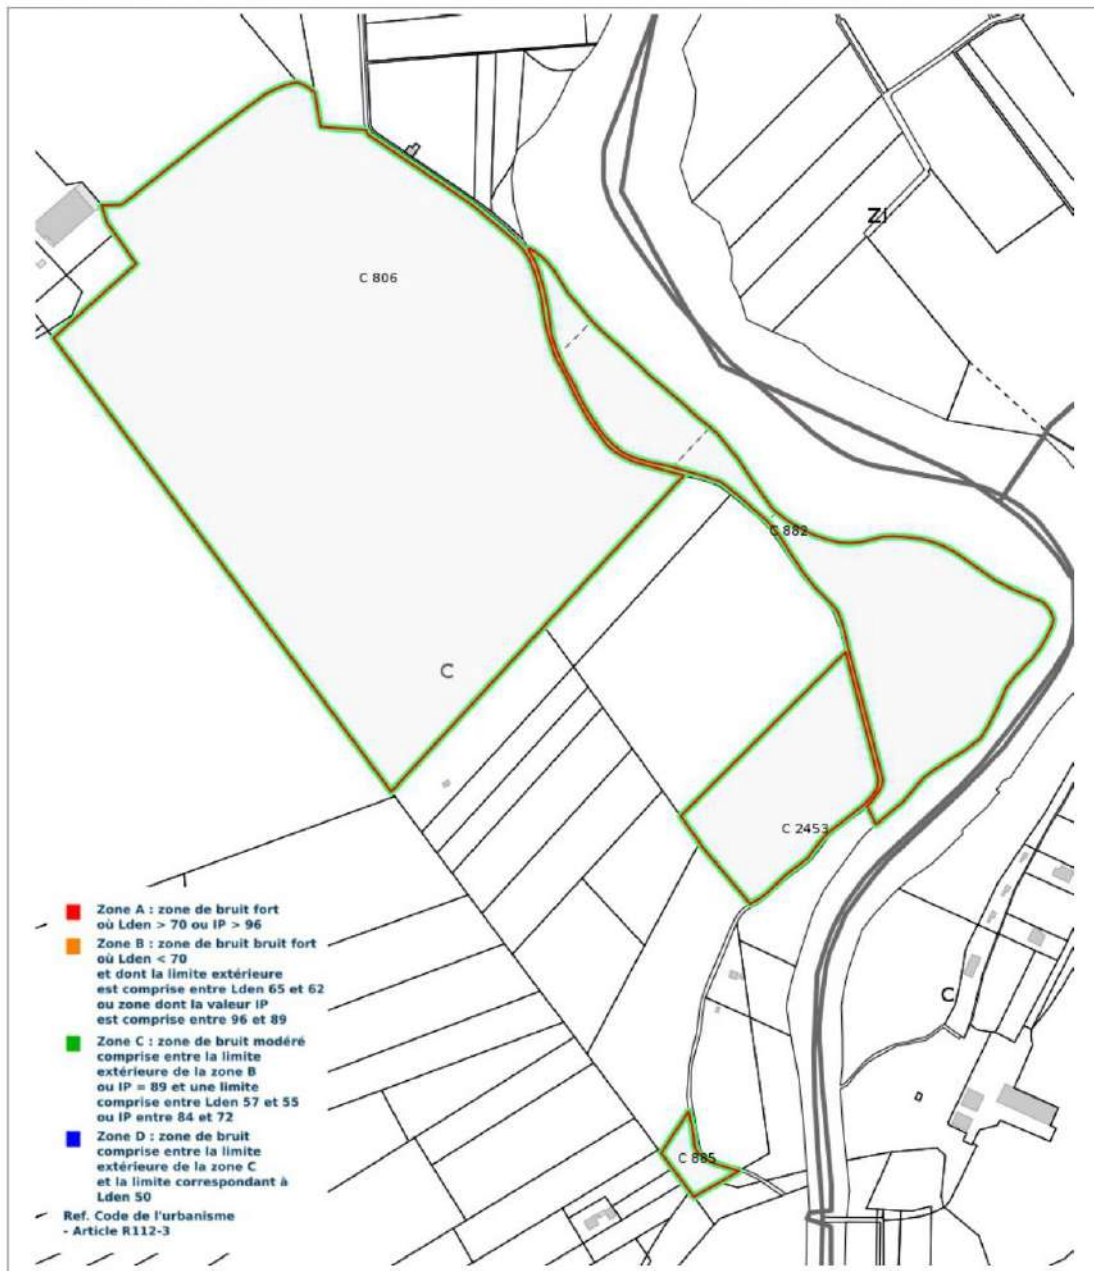 ZI
C 806
C 882
C
C 2453
Zone A : zone de bruit fort
où Lden > 70 ou IP > 96
Zone B : zone de bruit bruit fort
où Lden < 70
et dont la limite extérieure
est comprise entre Lden 65 et 62
ou zone dont la valeur IP
est comprise entre 96 et 89
C
Zone C : zone de bruit modéré
comprise entre la limite
extérieure de la zone B
ou IP = 89 et une limite
comprise entre Lden 57 et 55
ou IP entre 84 et 72
Zone D : zone de bruit
comprise entre la limite
extérieure de la zone C
et la limite correspondant à
Lden 50
C 885
Ref. Code de l'urbanisme
- Article R112-3